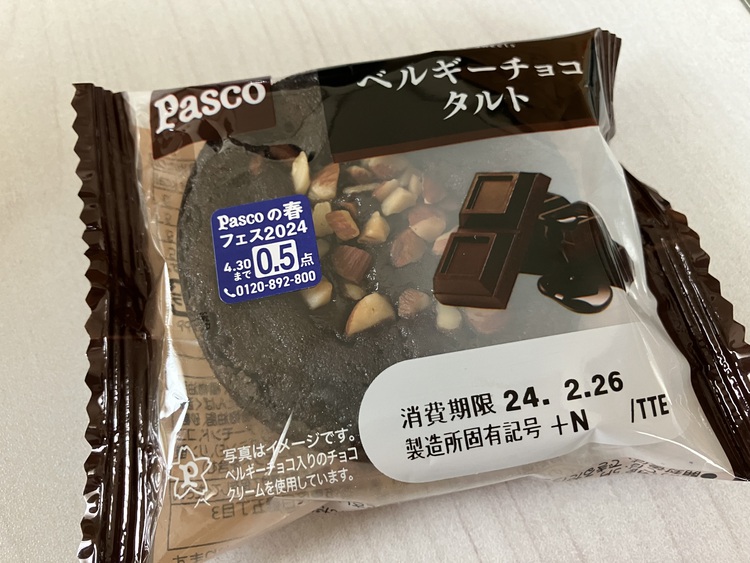 Pasco
ベルギーチョコ
タルト
Pascoの春
フェス2024
4.30
まで
0.5点
0120-892-800
消費期限 24. 2.26
製造所固有記号 +N /TTE
写真はイメージです。
ベルギーチョコ入りのチョコ
クリームを使用しています。